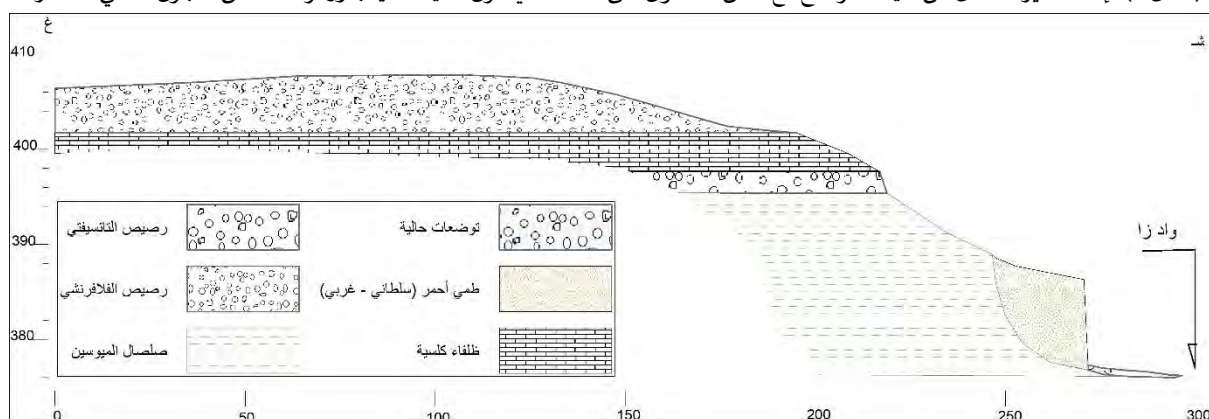 غ
شـ
410
400
390
380
واد زا
رصيص التانسيفتي
توضعات حالية
رصيص الفلافرنشي
طمي أحمر (سلطاني - غربي)
صلصال الميوسين
ظلفاء كلسية
0 50 100 150 200 250 300